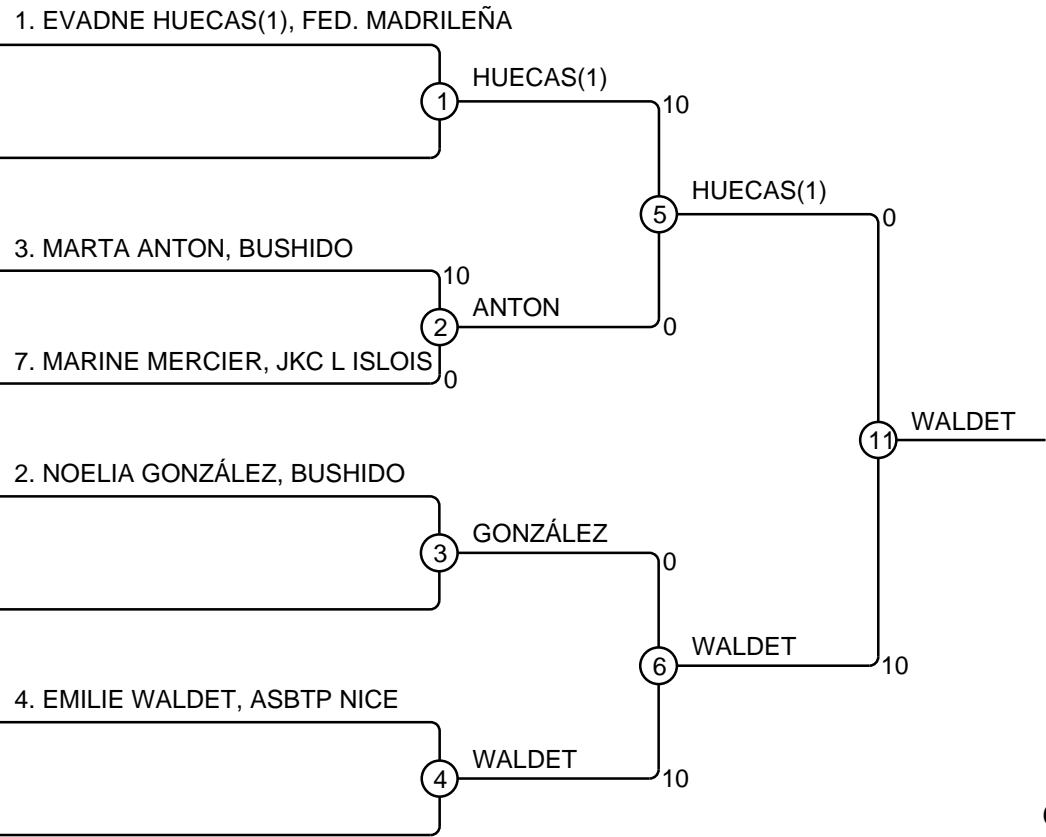 1. EVADNE HUECAS(1), FED. MADRILEÑA
HUECAS(1)
1
10
HUECAS(1)
5
0
3. MARTA ANTON, BUSHIDO
10
ANTON
2
0
7. MARINE MERCIER, JKC L ISLOIS
0
WALDET
11
2. NOELIA GONZÁLEZ, BUSHIDO
GONZÁLEZ
3
0
WALDET
6
10
4. EMILIE WALDET, ASBTP NICE
WALDET
4
10